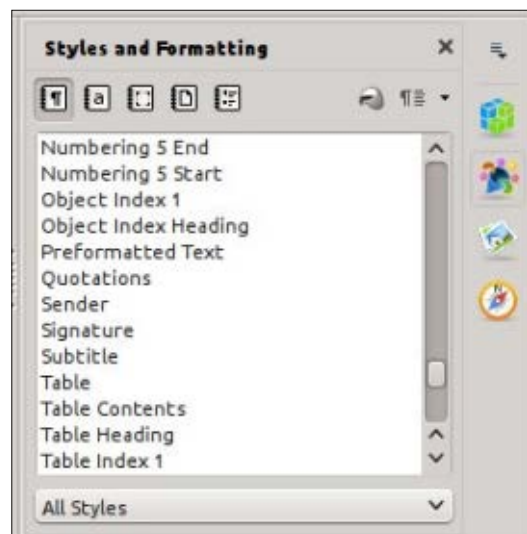 Styles and Formatting
Numbering 5 End
Numbering 5 Start
Object Index 1
Object Index Heading
Preformatted Text
Quotations
Sender
Signature
Subtitle
Table
Table Contents
Table Heading
Table Index 1
All Styles